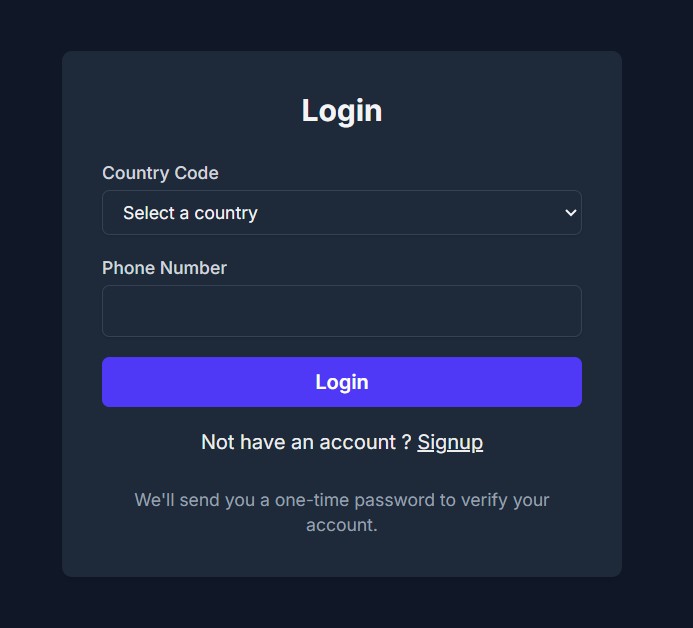 Login
Country Code
Select a country
Phone Number
Login
Not have an account ? Signup
We'll send you a one-time password to verify your
account.